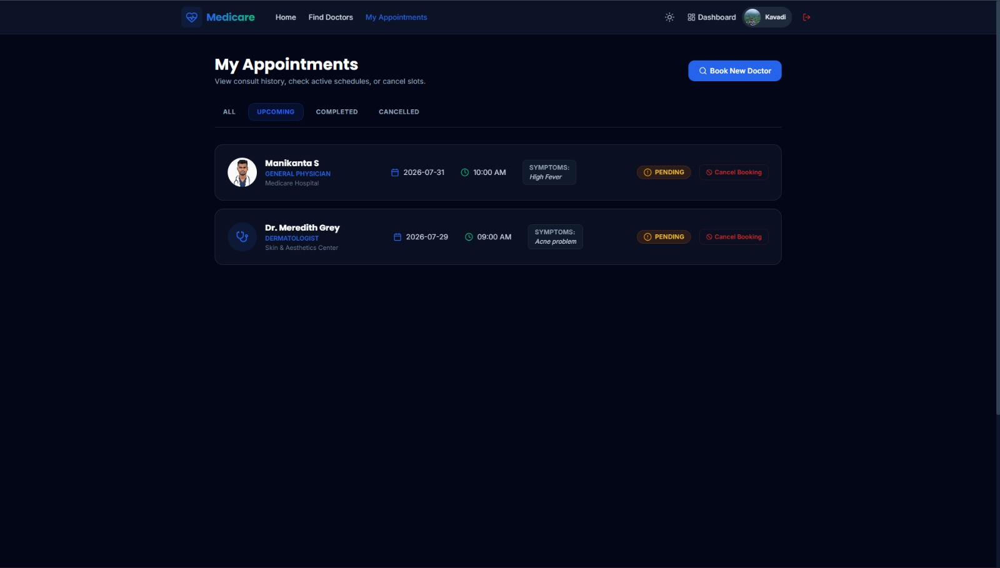 Medicare
Home
Find Doctors
My Appointments
Dashboard
Kavadi
My Appointments
View consult history, check active schedules, or cancel slots.
Book New Doctor
ALL
UPCOMING
COMPLETED
CANCELLED
Manikanta S
GENERAL PHYSICIAN
Medicare Hospital
2026-07-31
10:00 AM
SYMPTOMS:
High Fever
PENDING
Cancel Booking
Dr. Meredith Grey
DERMATOLOGIST
Skin & Aesthetics Center
2026-07-29
09:00 AM
SYMPTOMS:
Acne problem
PENDING
Cancel Booking